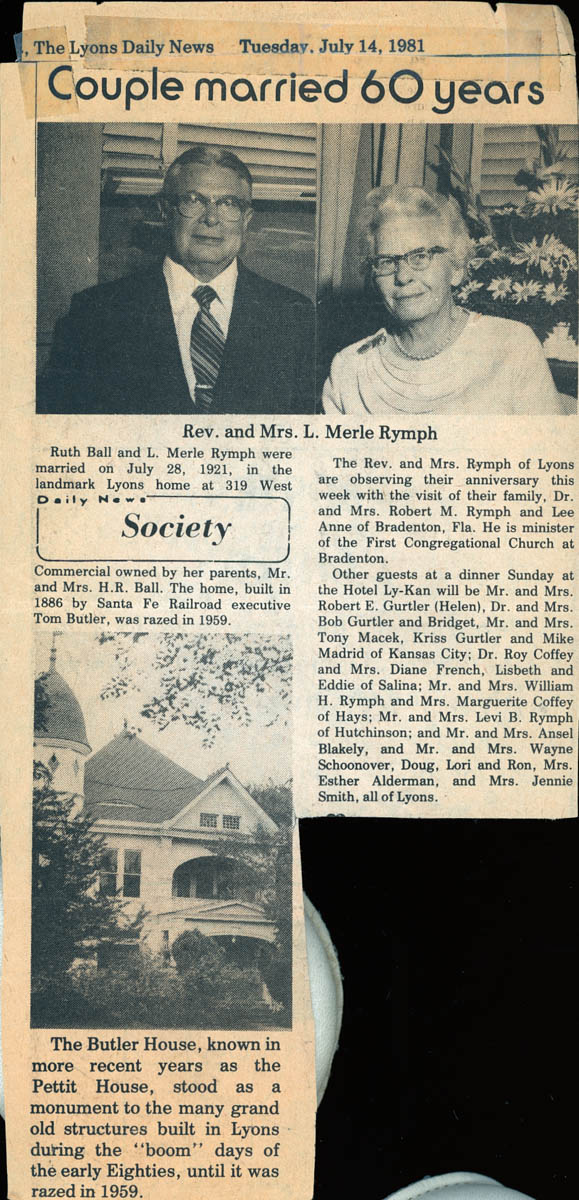 , The Lyons Daily News Tuesday, July 14, 1981
Couple married 60 years
Rev. and Mrs. L. Merle Rymph
Ruth Ball and L. Merle Rymph were
married on July 28, 1921, in the
landmark Lyons home at 319 West
Daily News
Society
Commercial owned by her parents, Mr.
and Mrs. H.R. Ball. The home, built in
1886 by Santa Fe Railroad executive
Tom Butler, was razed in 1959.
The Rev. and Mrs. Rymph of Lyons
are observing their anniversary this
week with the visit of their family, Dr.
and Mrs. Robert M. Rymph and Lee
Anne of Bradenton, Fla. He is minister
of the First Congregational Church at
Bradenton.
Other guests at a dinner Sunday at
the Hotel Ly-Kan will be Mr. and Mrs.
Robert E. Gurtler (Helen), Dr. and Mrs.
Bob Gurtler and Bridget, Mr. and Mrs.
Tony Macek, Kriss Gurtler and Mike
Madrid of Kansas City; Dr. Roy Coffey
and Mrs. Diane French, Lisbeth and
Eddie of Salina; Mr. and Mrs. William
H. Rymph and Mrs. Marguerite Coffey
of Hays; Mr. and Mrs. Levi B. Rymph
of Hutchinson; and Mr. and Mrs. Ansel
Blakely, and Mr. and Mrs. Wayne
Schoonover, Doug, Lori and Ron, Mrs.
Esther Alderman, and Mrs. Jennie
Smith, all of Lyons.
The Butler House, known in
more recent years as the
Pettit House, stood as a
monument to the many grand
old structures built in Lyons
during the "boom" days of
the early Eighties, until it was
razed in 1959.